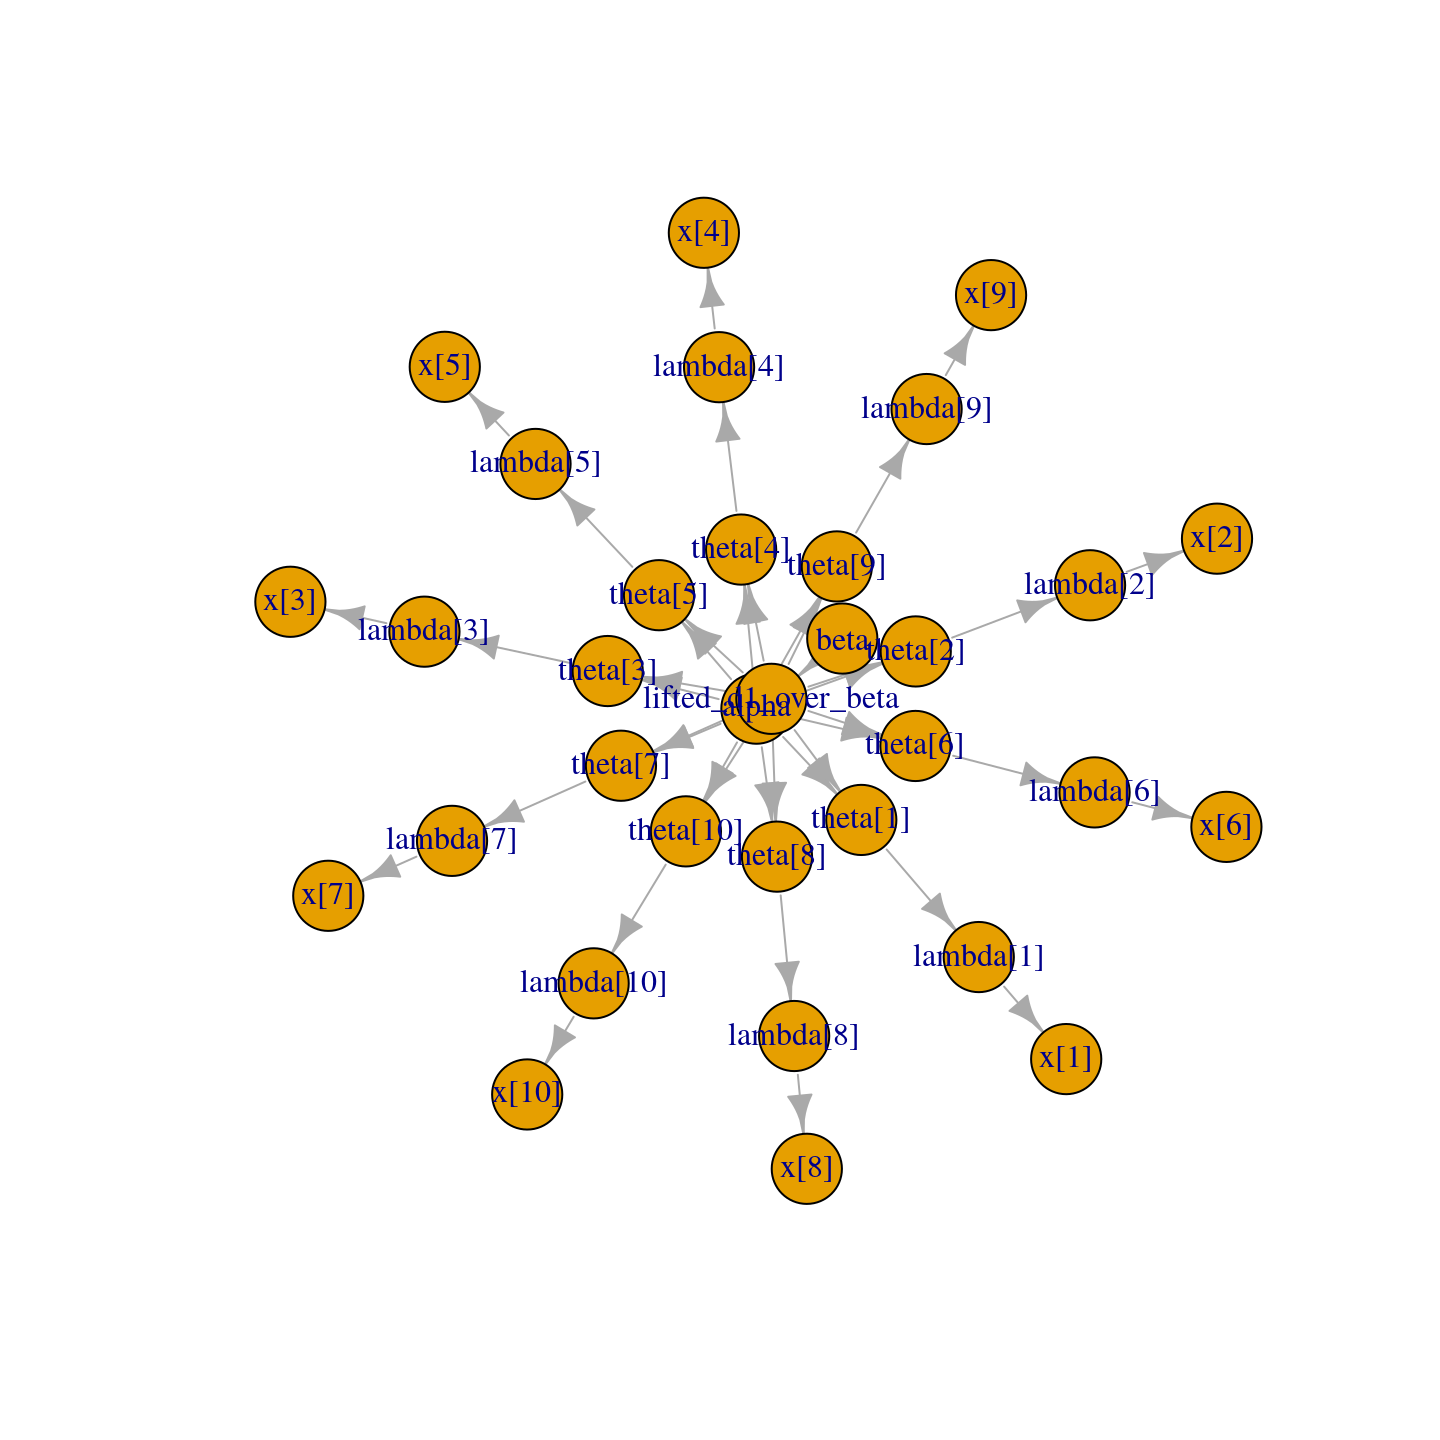 x[4]
x[9]
x[5]
lambda[4]
lambda[9]
lambda[5]
x[2]
theta[4]
theta[9]
lambda[2]
x[3]
theta[5]
lambda[3]
beta
theta[2]
theta[3]
lifted_d1_over_beta
alpha
theta[6]
theta[7]
lambda[6]
theta[1]
x[6]
theta[10]
lambda[7]
theta[8]
x[7]
lambda[1]
lambda[10]
lambda[8]
x[1]
x[10]
x[8]